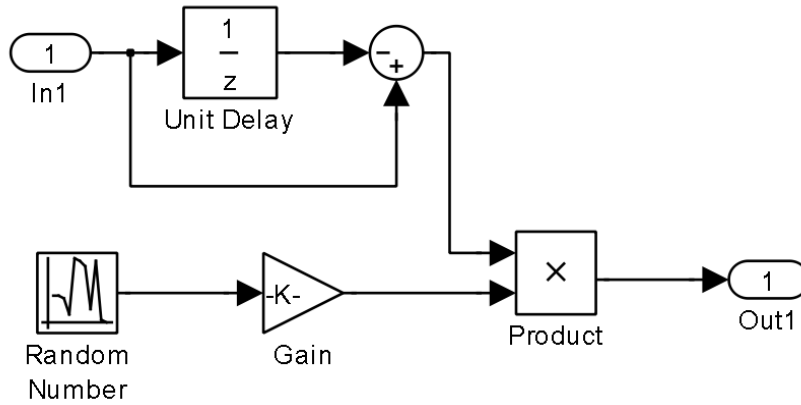 1
In1
1
z
Unit Delay
-
+
Random
Number
-K-
Gain
×
Product
1
Out1